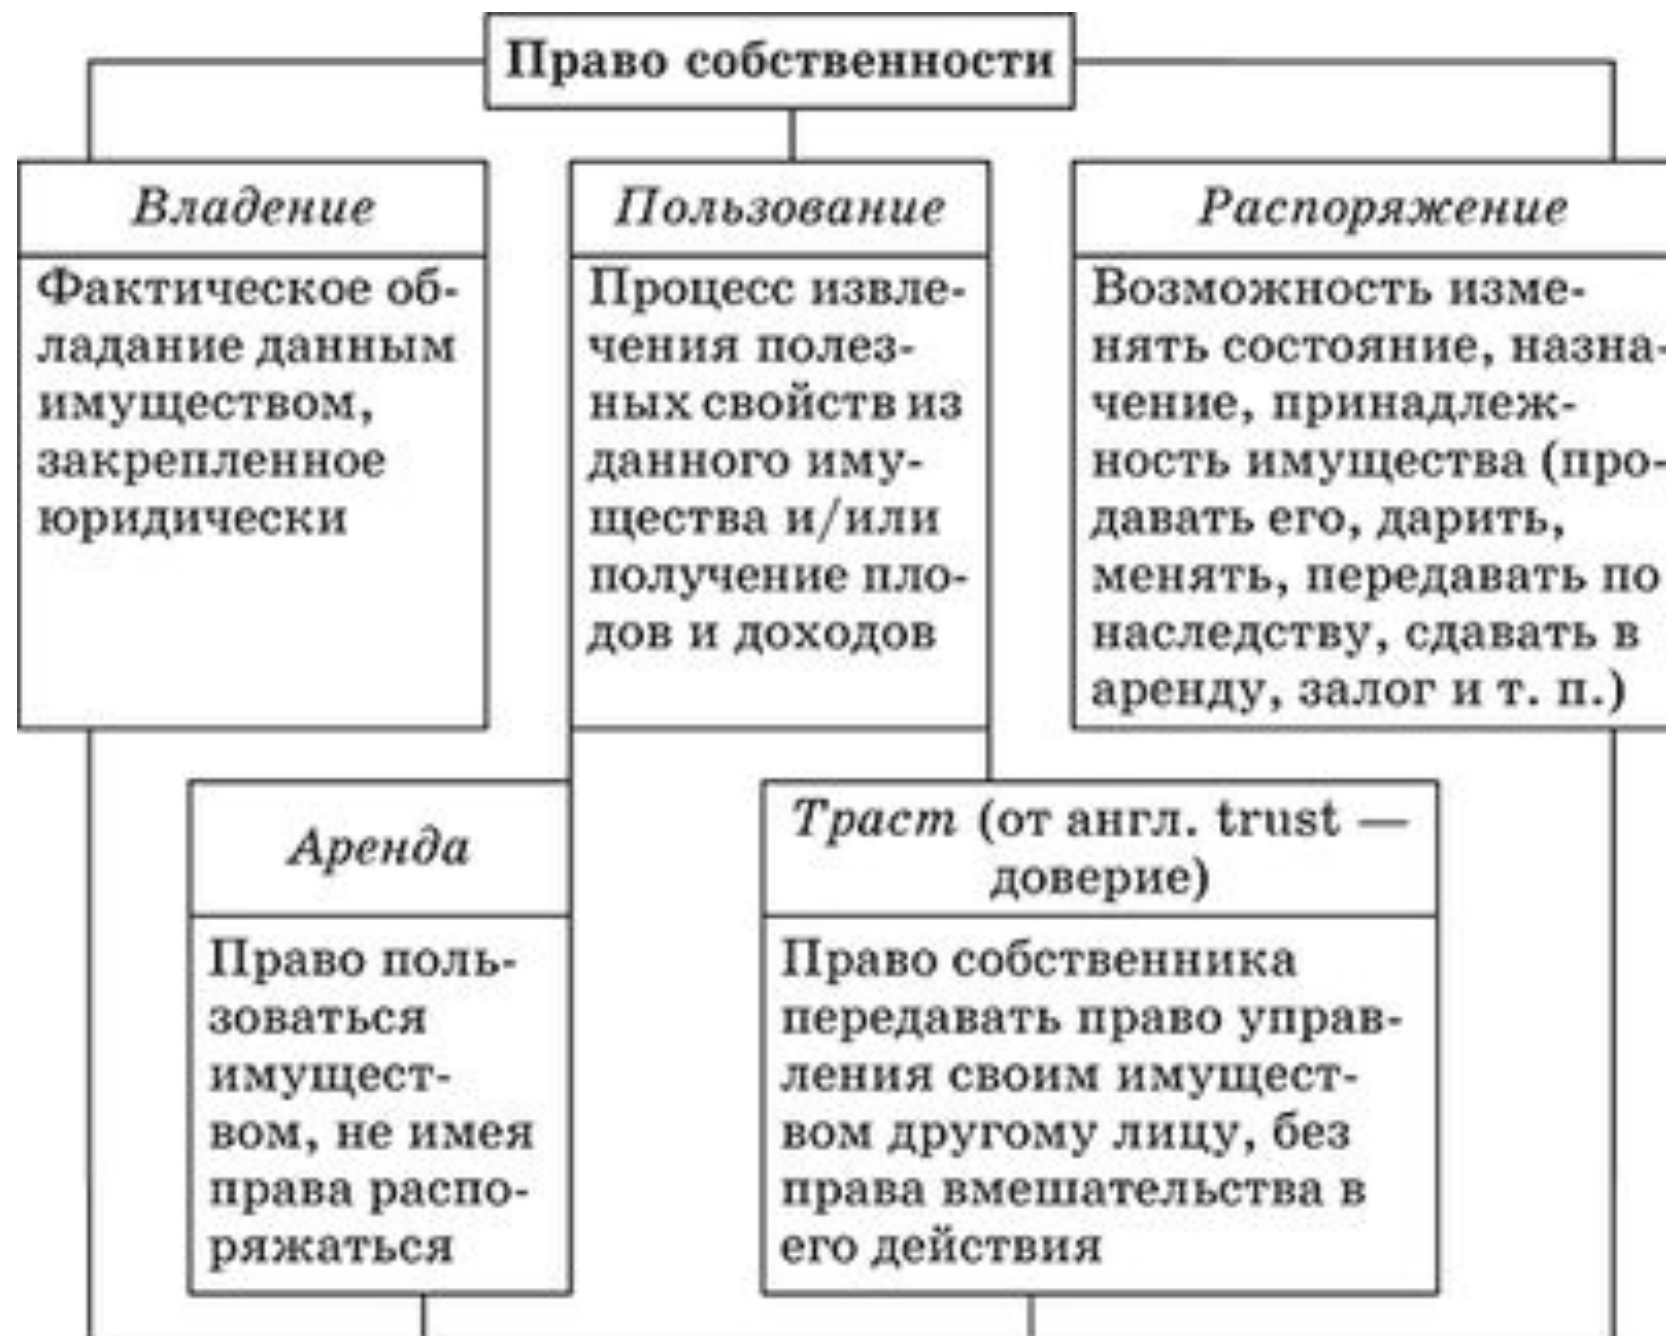 Право собственности
Владение
Фактическое об-
ладание данным
имуществом,
закрепленное
юридически
Пользование
Процесс извле-
чения полез-
ных свойств из
данного иму-
щества и/или
получение пло-
дов и доходов
Распоряжение
Возможность изме-
нять состояние, назна-
чение, принадлеж-
ность имущества (про-
давать его, дарить,
менять, передавать по
наследству, сдавать в
аренду, залог и т. п.)
Аренда
Право поль-
зоваться
имущест-
вом, не имея
права распо-
ряжаться
Траст (от англ. trust —
доверие)
Право собственника
передавать право управ-
ления своим имущест-
вом другому лицу, без
права вмешательства в
его действия